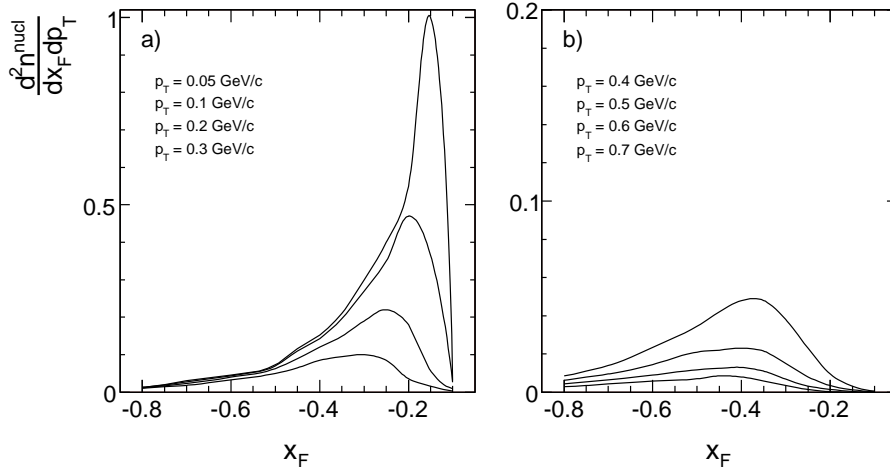 d²n^nucl
dx_F dp_T
a)
p_T = 0.05 GeV/c
p_T = 0.1 GeV/c
p_T = 0.2 GeV/c
p_T = 0.3 GeV/c
1
0.5
0
-0.8 -0.6 -0.4 -0.2
x_F
b)
p_T = 0.4 GeV/c
p_T = 0.5 GeV/c
p_T = 0.6 GeV/c
p_T = 0.7 GeV/c
0.2
0.1
0
-0.8 -0.6 -0.4 -0.2
x_F